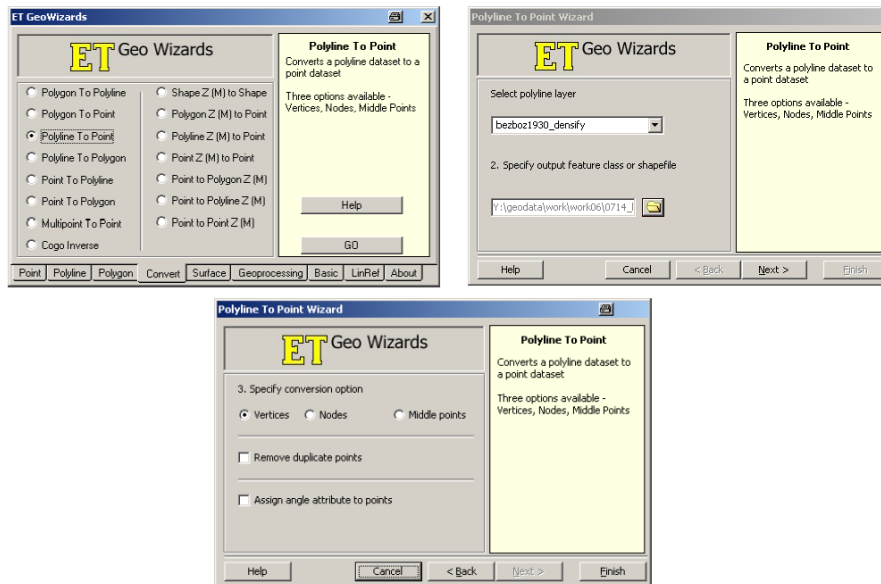 ET GeoWizards
ET Geo Wizards
Polygon To Polyline
Polygon To Point
Polyline To Point
Polyline To Polygon
Point To Polyline
Point To Polygon
Multipoint To Point
Cogo Inverse
Shape Z (M) to Shape
Polygon Z (M) to Point
Polyline Z (M) to Point
Point Z (M) to Point
Point to Polygon Z (M)
Point to Polyline Z (M)
Point to Point Z (M)
Polyline To Point
Converts a polyline dataset to a
point dataset
Three options available -
Vertices, Nodes, Middle Points
Help
GO
Point Polyline Polygon Convert Surface Geoprocessing Basic LinRef About
Polyline To Point Wizard
ET Geo Wizards
Select polyline layer
bezboz1930_densify
2. Specify output feature class or shapefile
Y:\geodata\work\work06\0714_l
Polyline To Point
Converts a polyline dataset to
a point dataset
Three options available -
Vertices, Nodes, Middle Points
Help Cancel < Back Next > Finish
Polyline To Point Wizard
ET Geo Wizards
3. Specify conversion option
Vertices Nodes Middle points
Remove duplicate points
Assign angle attribute to points
Polyline To Point
Converts a polyline dataset to
a point dataset
Three options available -
Vertices, Nodes, Middle Points
Help Cancel < Back Next > Finish